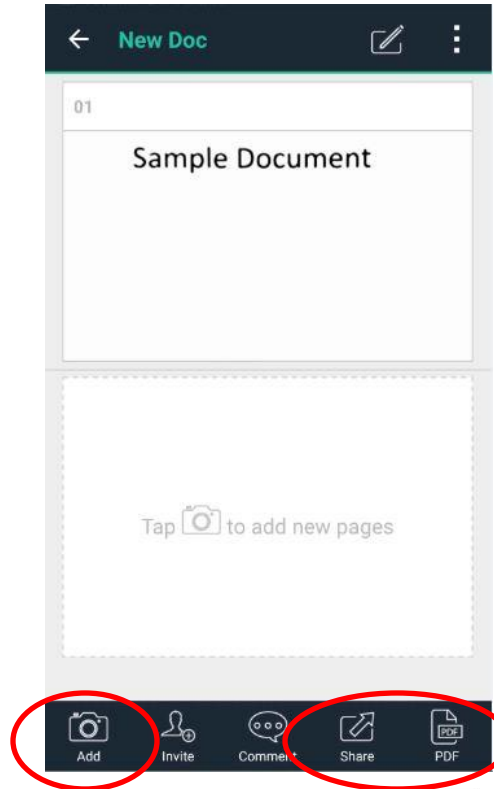 New Doc
01
Sample Document
Tap to add new pages
Add Invite Comment Share PDF
PDF